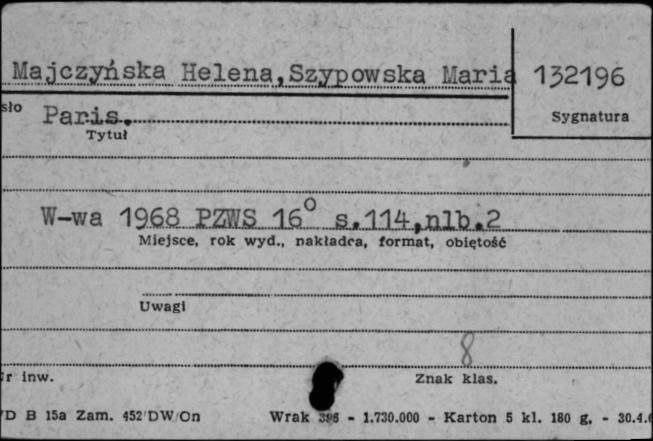 Majczyńska Helena,Szypowska Maria 132196
sło Paris. Sygnatura
Tytuł
W-wa 1968 PZWS 16° s.114,nlb.2
Miejsce, rok wyd., nakładca, format, objętość
Uwagi
8
Nr inw. Znak klas.
D B 15a Zam. 452 DW/On Wrak 396 - 1.730.000 - Karton 5 kl. 180 g. - 30.4.6